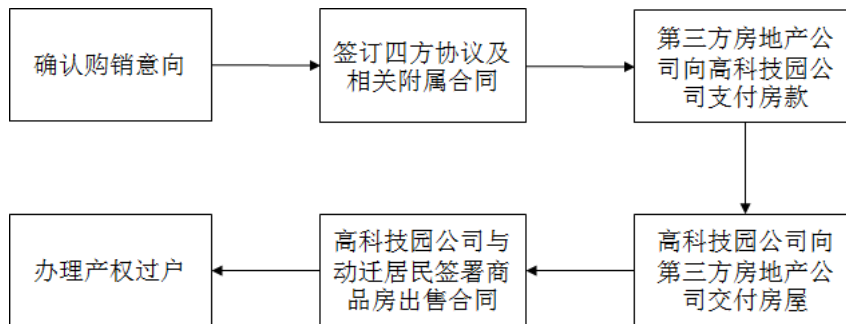 确认购销意向
签订四方协议及
相关附属合同
第三方房地产公
司向高科技园公
司支付房款
高科技园公司向
第三方房地产公
司交付房屋
高科技园公司与
动迁居民签署商
品房出售合同
办理产权过户